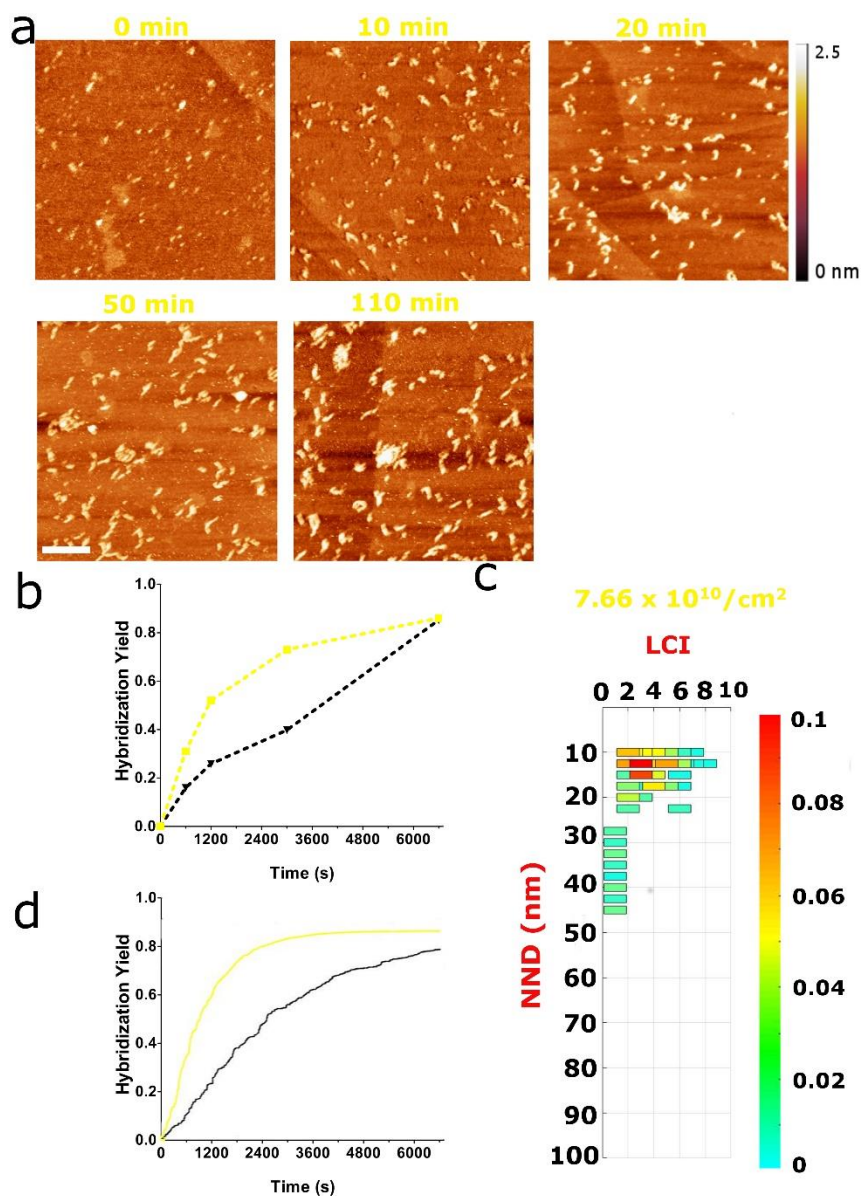 a
0 min
10 min
20 min
2.5
0 nm
50 min
110 min
b
1.0
0.8
0.6
0.4
0.2
0.0
Hybridization Yield
0 1200 2400 3600 4800 6000
Time (s)
c
7.66 x 10¹⁰/cm²
LCI
0 2 4 6 8 10
10
20
30
40
50
60
70
80
90
100
NND (nm)
0.1
0.08
0.06
0.04
0.02
0
d
1.0
0.8
0.6
0.4
0.2
0.0
Hybridization Yield
0 1200 2400 3600 4800 6000
Time (s)